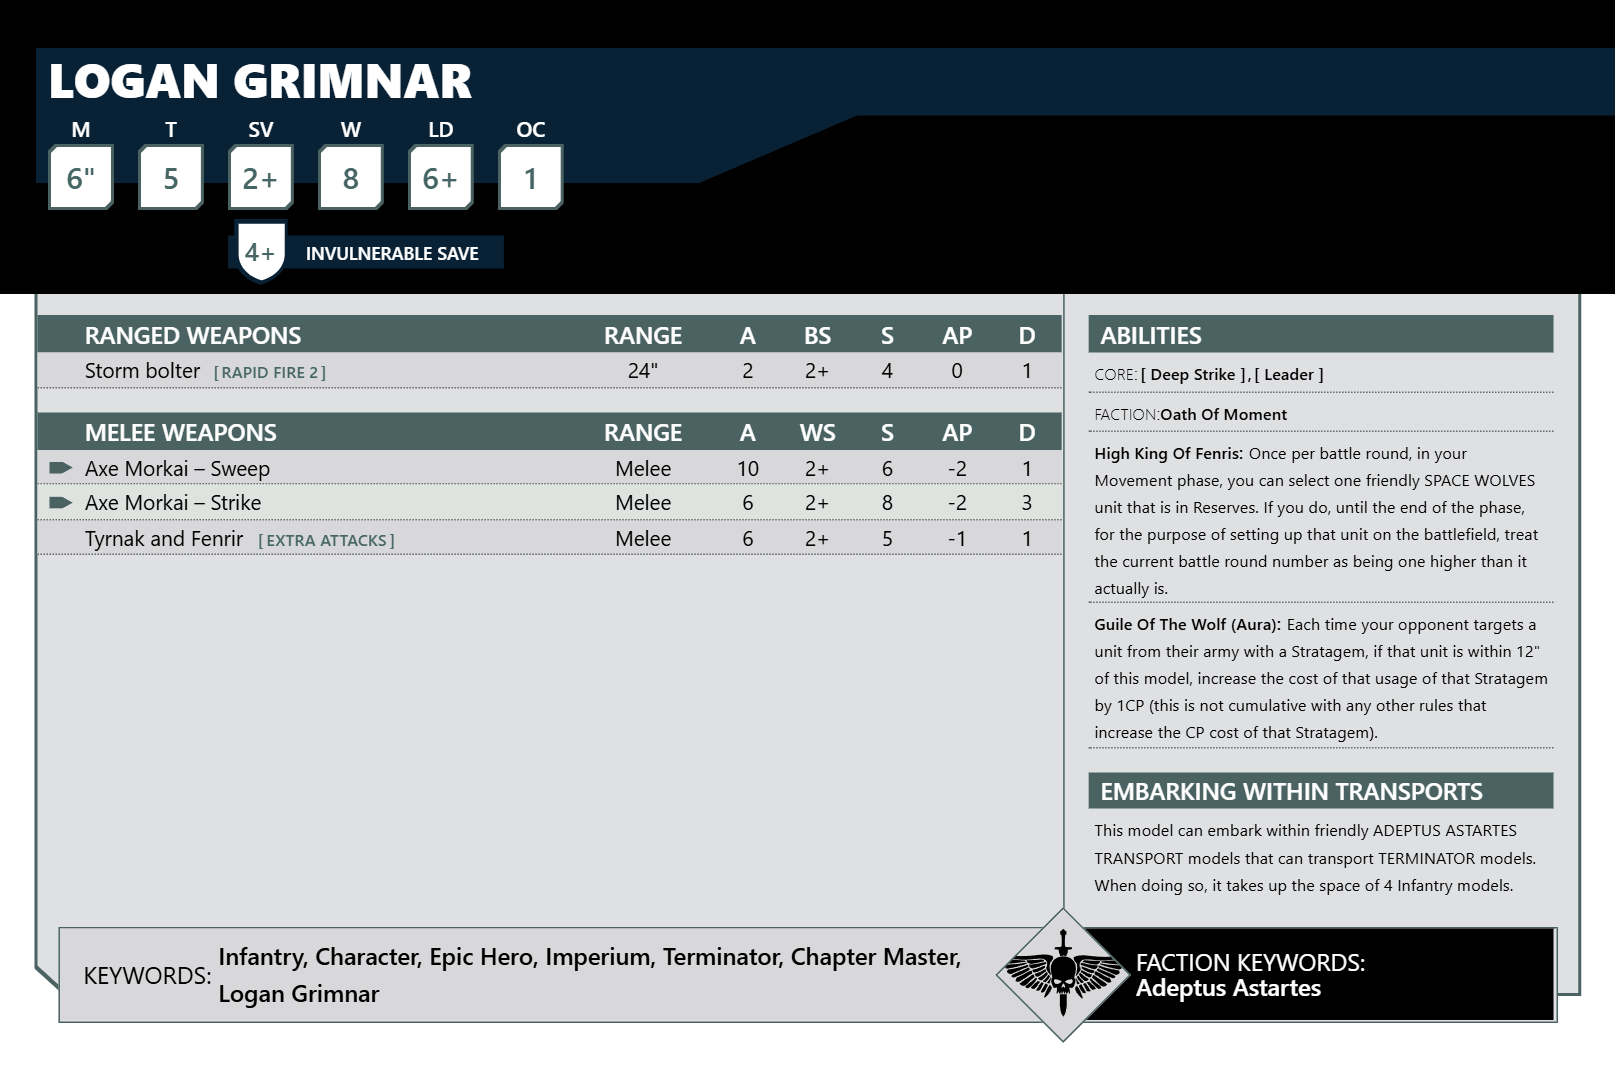 LOGAN GRIMNAR
M T SV W LD OC
6" 5 2+ 8 6+ 1
4+ INVULNERABLE SAVE
RANGED WEAPONS RANGE A BS S AP D
Storm bolter [RAPID FIRE 2] 24" 2 2+ 4 0 1
MELEE WEAPONS RANGE A WS S AP D
Axe Morkai – Sweep Melee 10 2+ 6 -2 1
Axe Morkai – Strike Melee 6 2+ 8 -2 3
Tyrnak and Fenrir [EXTRA ATTACKS] Melee 6 2+ 5 -1 1
ABILITIES
CORE: [ Deep Strike ], [ Leader ]
FACTION:Oath Of Moment
High King Of Fenris: Once per battle round, in your
Movement phase, you can select one friendly SPACE WOLVES
unit that is in Reserves. If you do, until the end of the phase,
for the purpose of setting up that unit on the battlefield, treat
the current battle round number as being one higher than it
actually is.
Guile Of The Wolf (Aura): Each time your opponent targets a
unit from their army with a Stratagem, if that unit is within 12"
of this model, increase the cost of that usage of that Stratagem
by 1CP (this is not cumulative with any other rules that
increase the CP cost of that Stratagem).
EMBARKING WITHIN TRANSPORTS
This model can embark within friendly ADEPTUS ASTARTES
TRANSPORT models that can transport TERMINATOR models.
When doing so, it takes up the space of 4 Infantry models.
KEYWORDS: Infantry, Character, Epic Hero, Imperium, Terminator, Chapter Master,
Logan Grimnar
FACTION KEYWORDS:
Adeptus Astartes